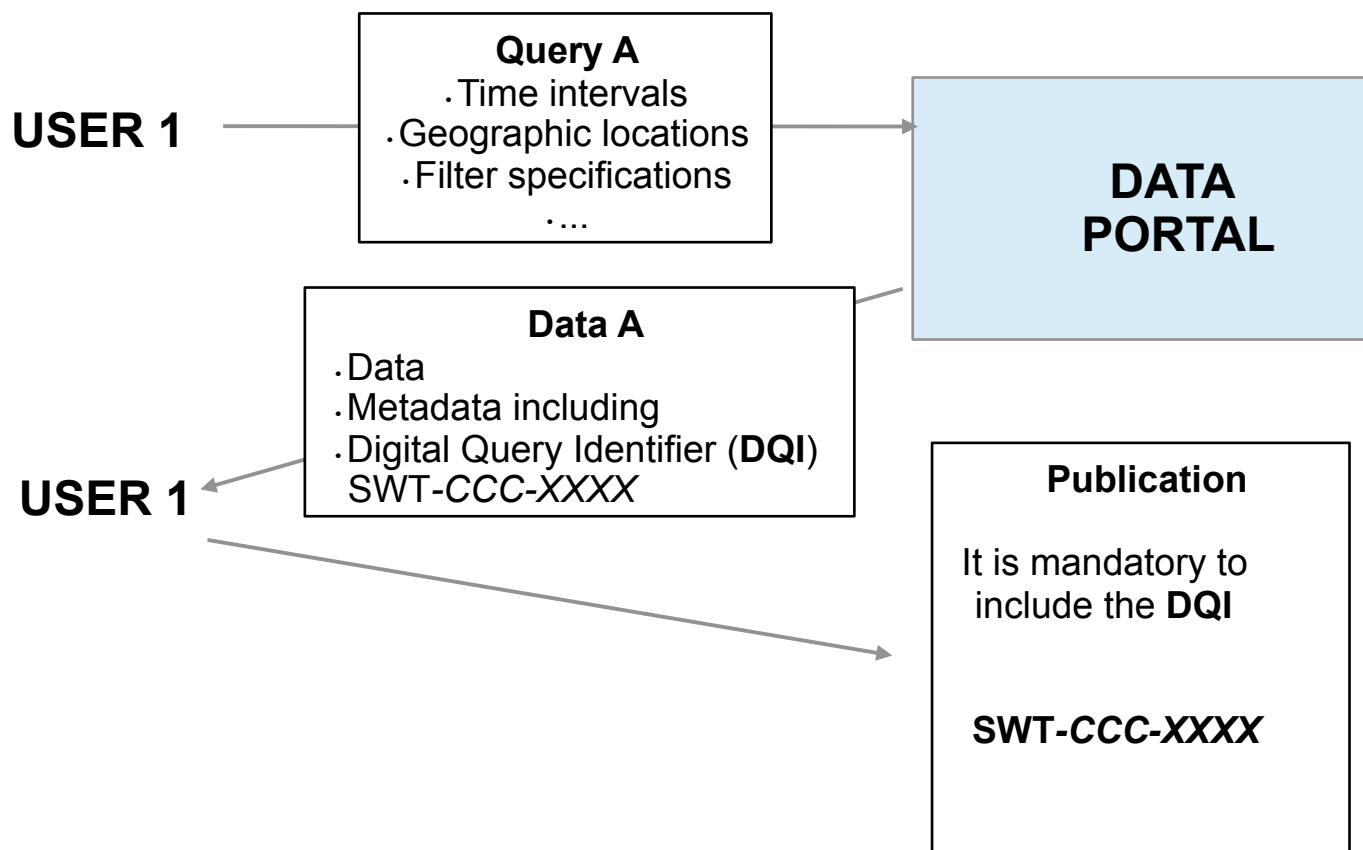 Query A
· Time intervals
USER 1
· Geographic locations
· Filter specifications
· ...
DATA
PORTAL
Data A
· Data
· Metadata including
· Digital Query Identifier (DQI)
SWT-CCC-XXXX
USER 1
Publication
It is mandatory to
include the DQI
SWT-CCC-XXXX